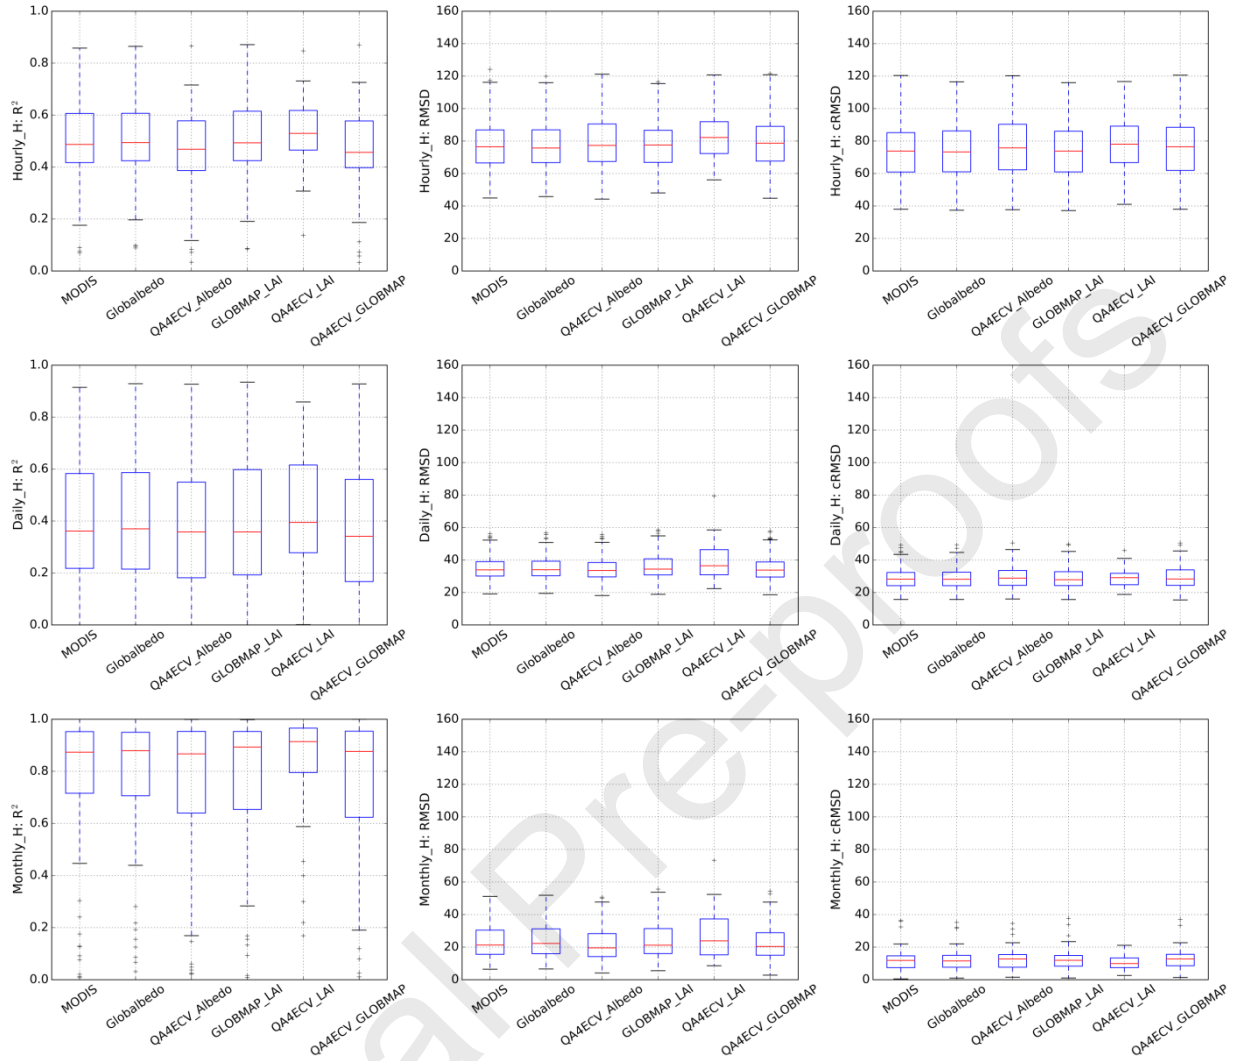 1.0
0.8
0.6
0.4
0.2
0.0
Hourly_H: R²
MODIS
Globalbedo
QA4ECV_Albedo
GLOBMAP_LAI
QA4ECV_LAI
QA4ECV_GLOBMAP
160
140
120
100
80
60
40
20
0
Hourly_H: RMSD
MODIS
Globalbedo
QA4ECV_Albedo
GLOBMAP_LAI
QA4ECV_LAI
QA4ECV_GLOBMAP
160
140
120
100
80
60
40
20
0
Hourly_H: cRMSD
MODIS
Globalbedo
QA4ECV_Albedo
GLOBMAP_LAI
QA4ECV_LAI
QA4ECV_GLOBMAP
1.0
0.8
0.6
0.4
0.2
0.0
Daily_H: R²
MODIS
Globalbedo
QA4ECV_Albedo
GLOBMAP_LAI
QA4ECV_LAI
QA4ECV_GLOBMAP
160
140
120
100
80
60
40
20
0
Daily_H: RMSD
MODIS
Globalbedo
QA4ECV_Albedo
GLOBMAP_LAI
QA4ECV_LAI
QA4ECV_GLOBMAP
160
140
120
100
80
60
40
20
0
Daily_H: cRMSD
MODIS
Globalbedo
QA4ECV_Albedo
GLOBMAP_LAI
QA4ECV_LAI
QA4ECV_GLOBMAP
1.0
0.8
0.6
0.4
0.2
0.0
Monthly_H: R²
MODIS
Globalbedo
QA4ECV_Albedo
GLOBMAP_LAI
QA4ECV_LAI
QA4ECV_GLOBMAP
160
140
120
100
80
60
40
20
0
Monthly_H: RMSD
MODIS
Globalbedo
QA4ECV_Albedo
GLOBMAP_LAI
QA4ECV_LAI
QA4ECV_GLOBMAP
160
140
120
100
80
60
40
20
0
Monthly_H: cRMSD
MODIS
Globalbedo
QA4ECV_Albedo
GLOBMAP_LAI
QA4ECV_LAI
QA4ECV_GLOBMAP
al Pre-proofs